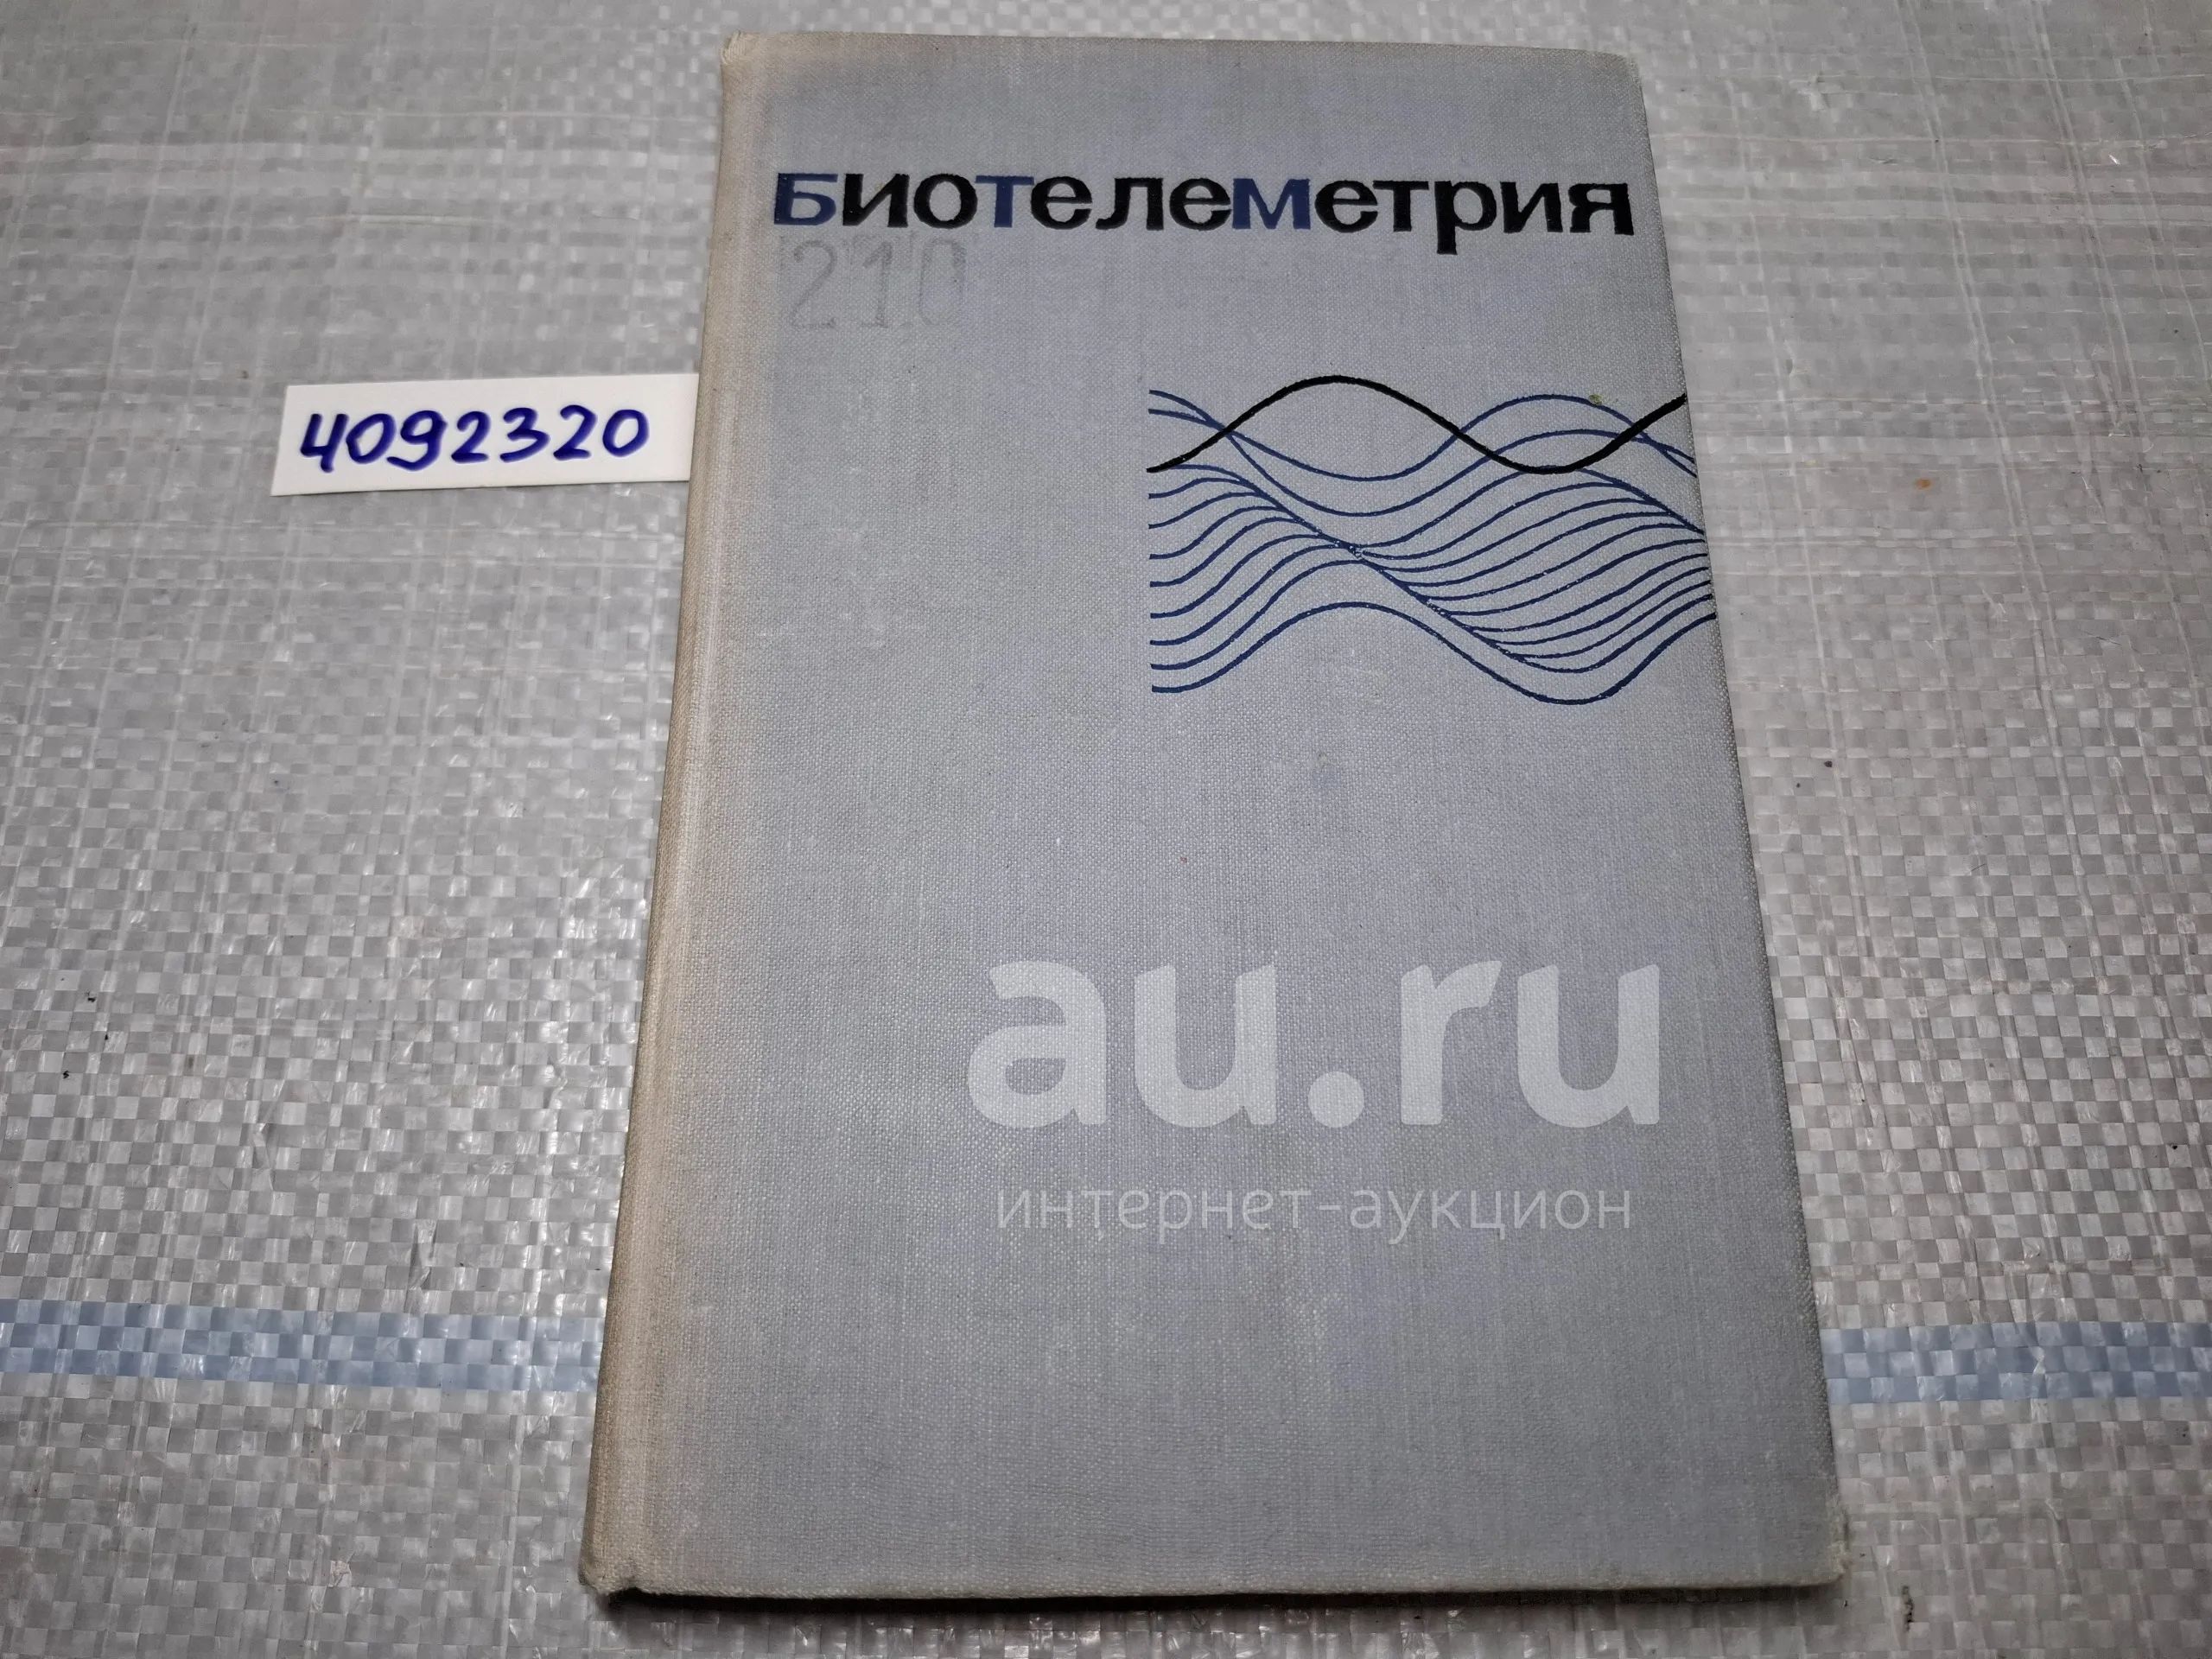 биотелеметрия
210
4092320
au.ru
интернет-аукцион